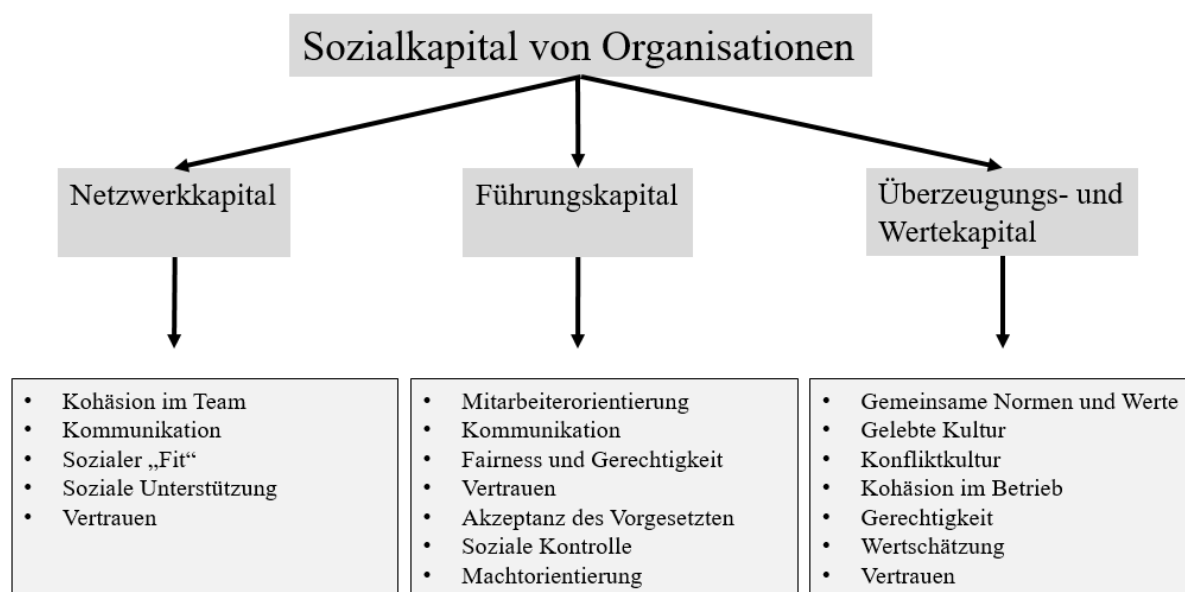 Sozialkapital von Organisationen
Netzwerkkapital
Führungskapital
Überzeugungs- und
Wertekapital
• Kohäsion im Team
• Kommunikation
• Sozialer „Fit“
• Soziale Unterstützung
• Vertrauen
• Mitarbeiterorientierung
• Kommunikation
• Fairness und Gerechtigkeit
• Vertrauen
• Akzeptanz des Vorgesetzten
• Soziale Kontrolle
• Machtorientierung
• Gemeinsame Normen und Werte
• Gelebte Kultur
• Konfliktkultur
• Kohäsion im Betrieb
• Gerechtigkeit
• Wertschätzung
• Vertrauen